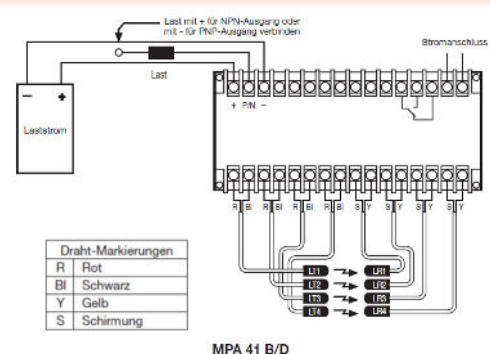 Last mit + für NPN-Ausgang oder
mit - für PNP-Ausgang verbinden
Stromanschluss
Last
+ P/N −
− +
Laststrom
R Bl R Bl R Bl R Bl S Y S Y S Y S Y
LT1 LR1
LT2 LR2
LT3 LR3
LT4 LR4
Draht-Markierungen
R Rot
Bl Schwarz
Y Gelb
S Schirmung
MPA 41 B/D